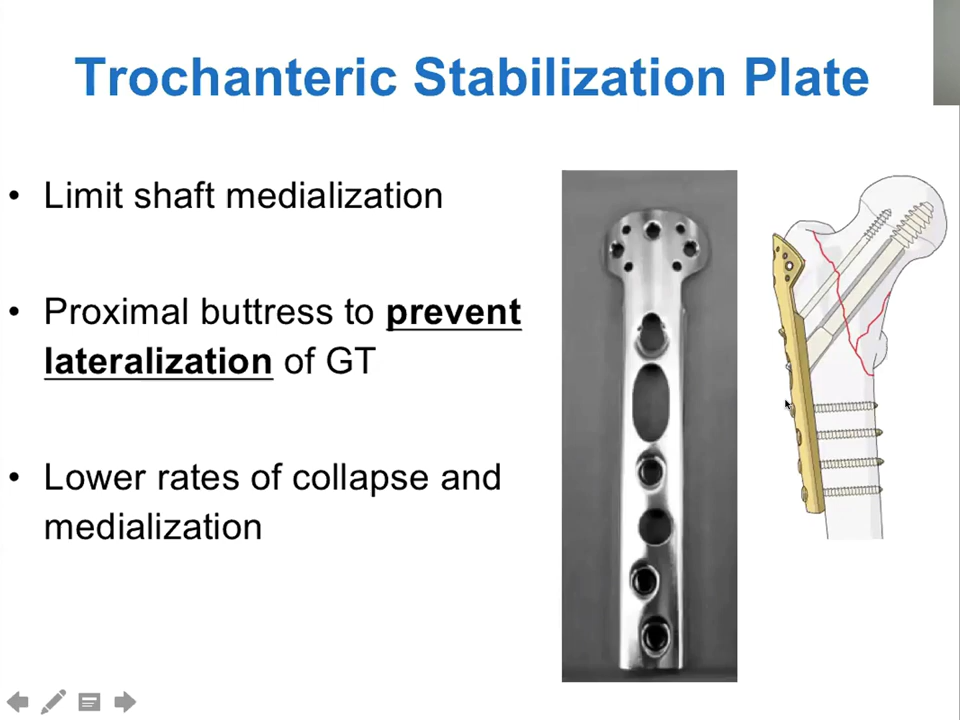 Trochanteric Stabilization Plate
• Limit shaft medialization
• Proximal buttress to prevent
lateralization of GT
• Lower rates of collapse and
medialization